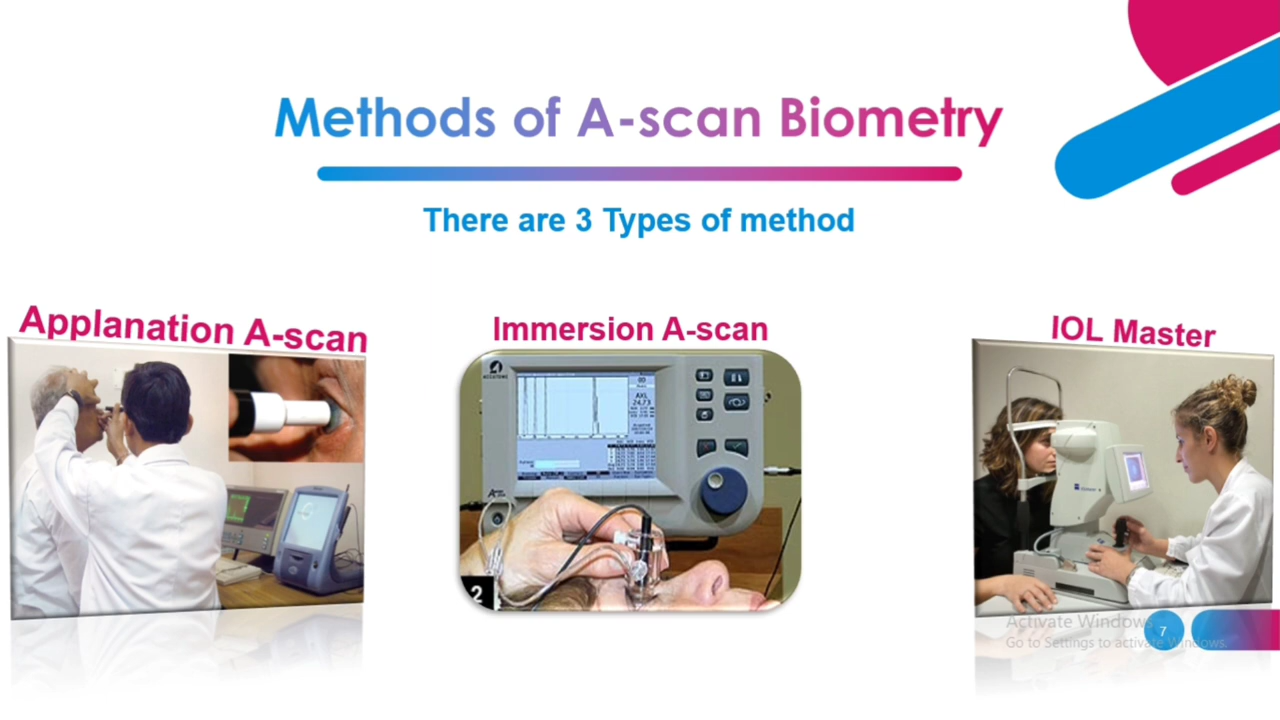 Methods of A-scan Biometry
There are 3 Types of method
Applanation A-scan
Immersion A-scan
IOL Master
ACCUTOME
AXL
24.73
2
Activate Windows
7
Go to Settings to activate Windows.